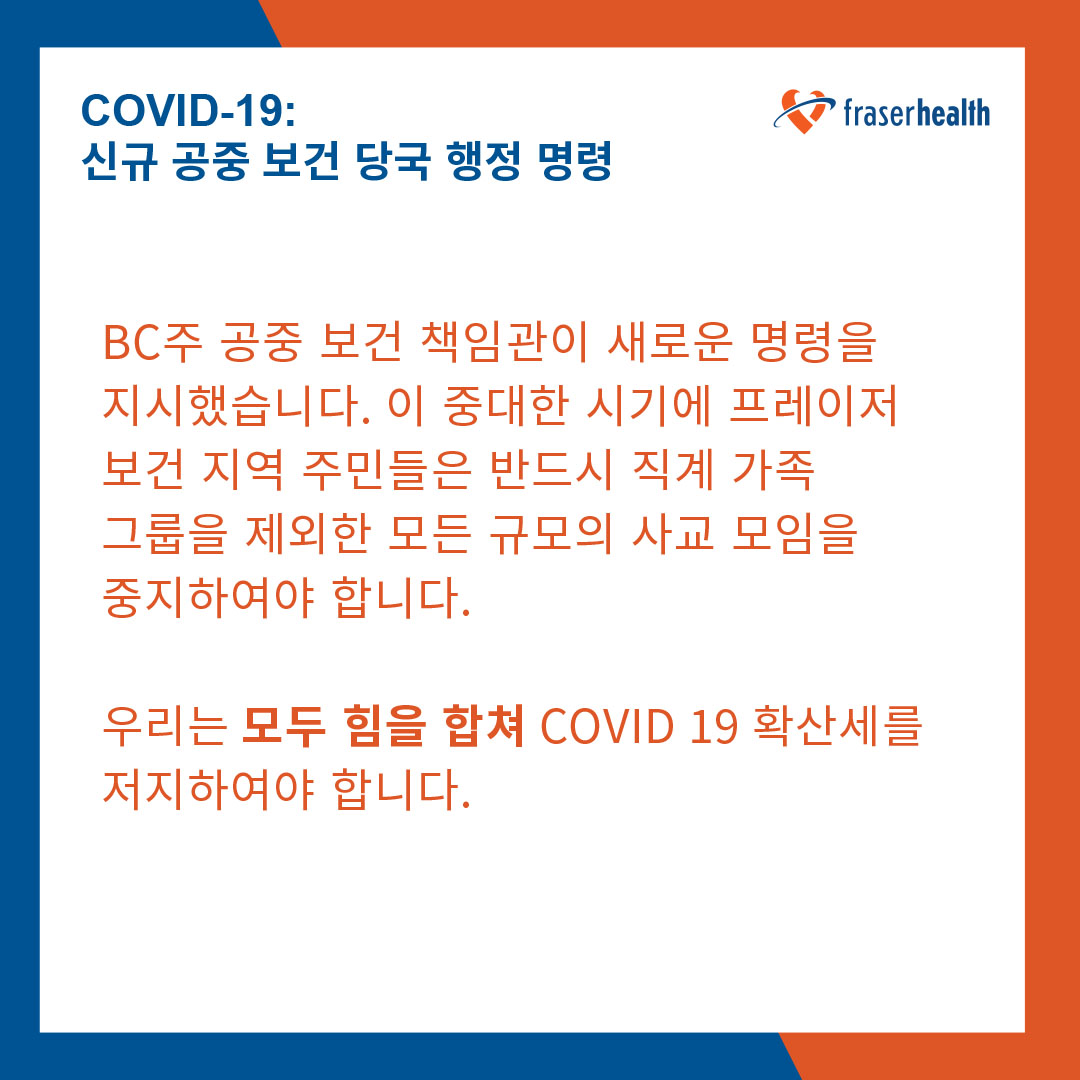 COVID-19:
신규 공중 보건 당국 행정 명령
fraserhealth
BC주 공중 보건 책임관이 새로운 명령을
지시했습니다. 이 중대한 시기에 프레이저
보건 지역 주민들은 반드시 직계 가족
그룹을 제외한 모든 규모의 사교 모임을
중지하여야 합니다.
우리는 모두 힘을 합쳐 COVID 19 확산세를
저지하여야 합니다.